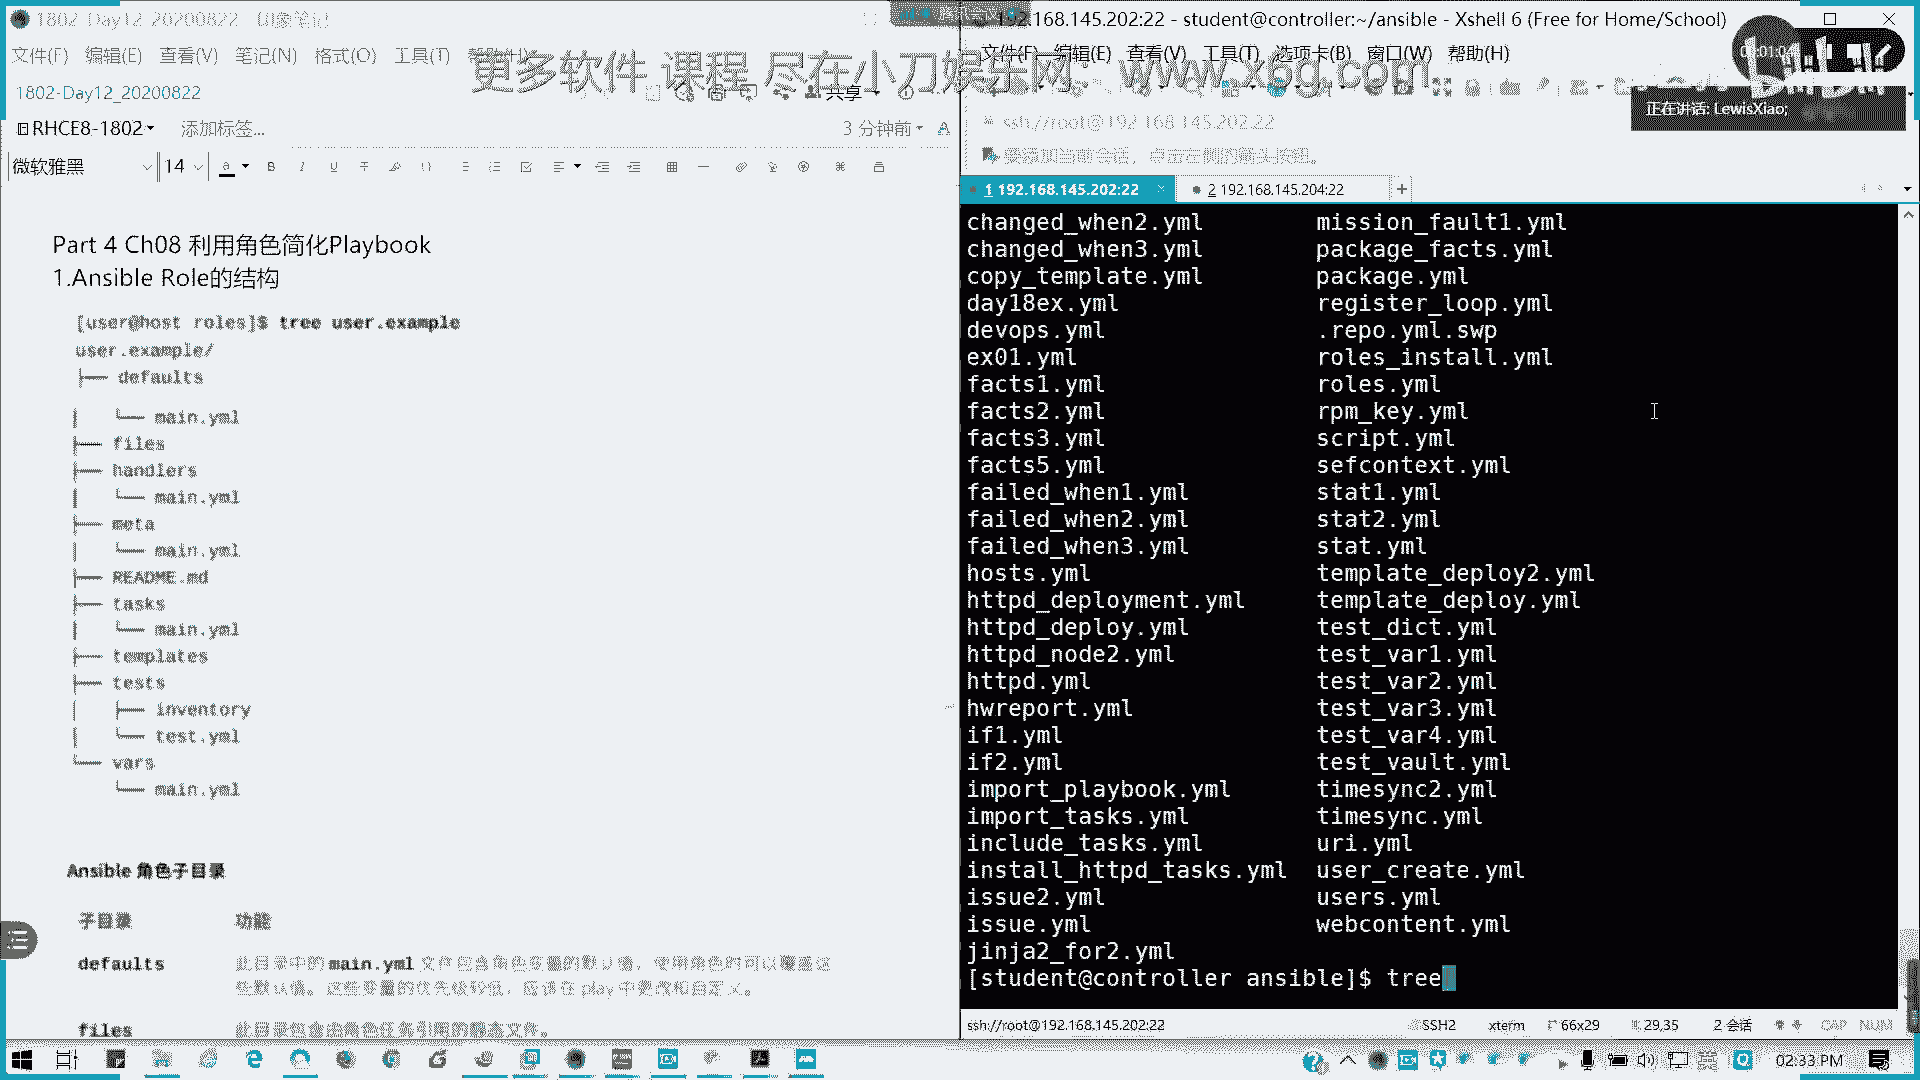 1802-Day12_20200822 - 印象笔记
文件(F) 编辑(E) 查看(V) 笔记(N) 格式(O) 工具(T) 帮助(H)
1802-Day12_20200822
共享
RHCE8-1802 添加标签... 3 分钟前
微软雅黑 14
Part 4 Ch08 利用角色简化Playbook
1.Ansible Role的结构
[user@host roles]$ tree user.example
user.example/
├── defaults
│   └── main.yml
├── files
├── handlers
│   └── main.yml
├── meta
│   └── main.yml
├── README.md
├── tasks
│   └── main.yml
├── templates
├── tests
│   ├── inventory
│   └── test.yml
└── vars
    └── main.yml
Ansible 角色子目录
子目录 功能
defaults 此目录中的 main.yml 文件包含角色变量的默认值，使用角色时可以覆盖这
些默认值。这些变量的优先级较低，应该在 play 中更改和自定义。
files 此目录包含由角色任务引用的静态文件。
更多软件 课程 尽在小刀娱乐网 www.x6g.com
192.168.145.202:22 - student@controller:~/ansible - Xshell 6 (Free for Home/School)
文件(F) 编辑(E) 查看(V) 工具(T) 选项卡(B) 窗口(W) 帮助(H)
正在讲话: LewisXiao;
ssh://root@192.168.145.202:22
要添加当前会话，点击左侧的箭头按钮。
1 192.168.145.202:22 2 192.168.145.204:22
changed_when2.yml mission_fault1.yml
changed_when3.yml package_facts.yml
copy_template.yml package.yml
day18ex.yml register_loop.yml
devops.yml .repo.yml.swp
ex01.yml roles_install.yml
facts1.yml roles.yml
facts2.yml rpm_key.yml
facts3.yml script.yml
facts5.yml sefcontext.yml
failed_when1.yml stat1.yml
failed_when2.yml stat2.yml
failed_when3.yml stat.yml
hosts.yml template_deploy2.yml
httpd_deployment.yml template_deploy.yml
httpd_deploy.yml test_dict.yml
httpd_node2.yml test_var1.yml
httpd.yml test_var2.yml
hwreport.yml test_var3.yml
if1.yml test_var4.yml
if2.yml test_vault.yml
import_playbook.yml timesync2.yml
import_tasks.yml timesync.yml
include_tasks.yml uri.yml
install_httpd_tasks.yml user_create.yml
issue2.yml users.yml
issue.yml webcontent.yml
jinja2_for2.yml
[student@controller ansible]$ tree
ssh://root@192.168.145.202:22 SSH2 xterm 66x29 29,35 2 会话 CAP NUM
02:33 PM